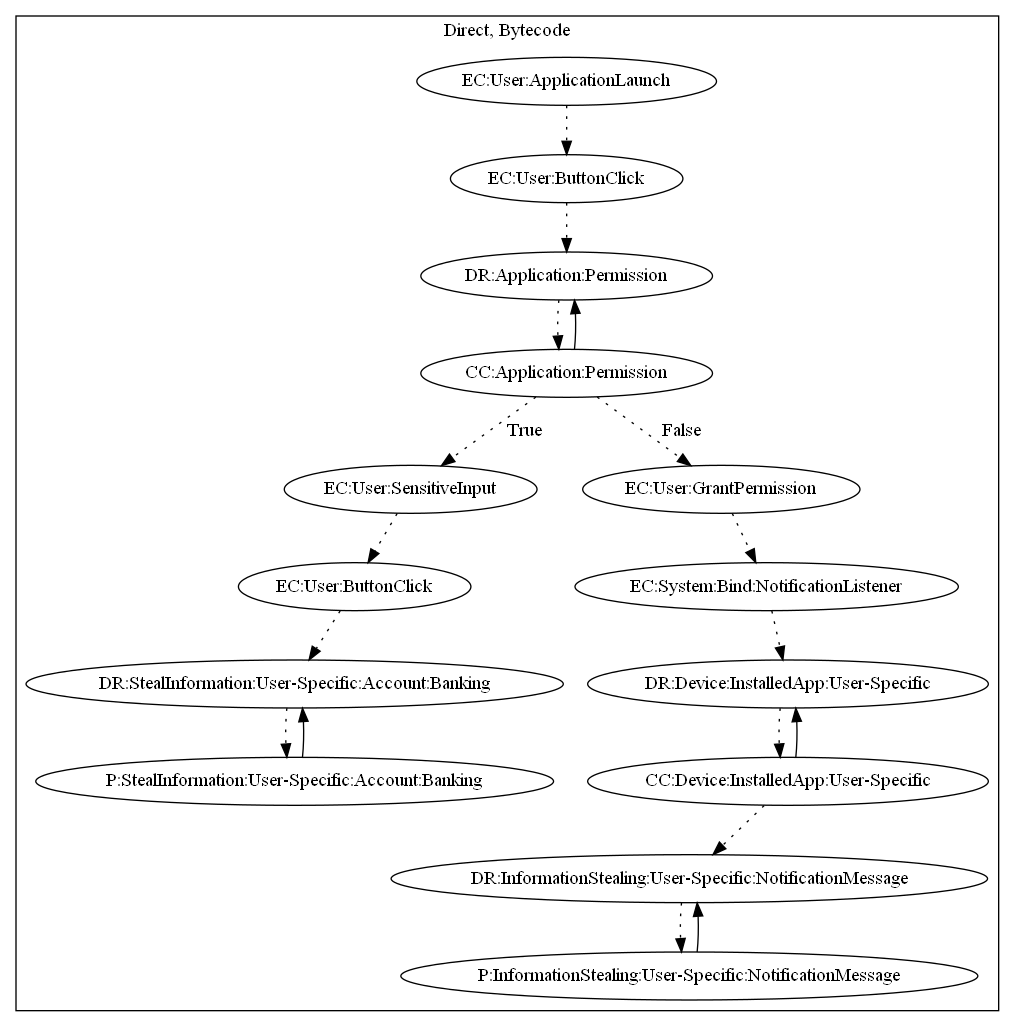 Direct, Bytecode
EC:User:ApplicationLaunch
EC:User:ButtonClick
DR:Application:Permission
CC:Application:Permission
True
False
EC:User:SensitiveInput
EC:User:GrantPermission
EC:User:ButtonClick
EC:System:Bind:NotificationListener
DR:StealInformation:User-Specific:Account:Banking
DR:Device:InstalledApp:User-Specific
P:StealInformation:User-Specific:Account:Banking
CC:Device:InstalledApp:User-Specific
DR:InformationStealing:User-Specific:NotificationMessage
P:InformationStealing:User-Specific:NotificationMessage